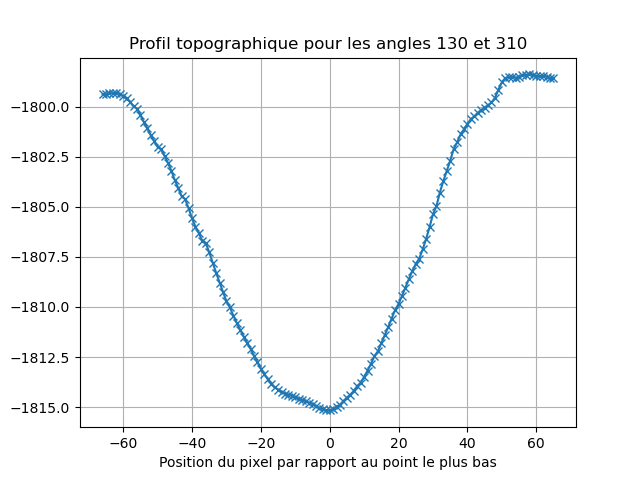 Profil topographique pour les angles 130 et 310
−1800.0
−1802.5
−1805.0
−1807.5
−1810.0
−1812.5
−1815.0
−60 −40 −20 0 20 40 60
Position du pixel par rapport au point le plus bas